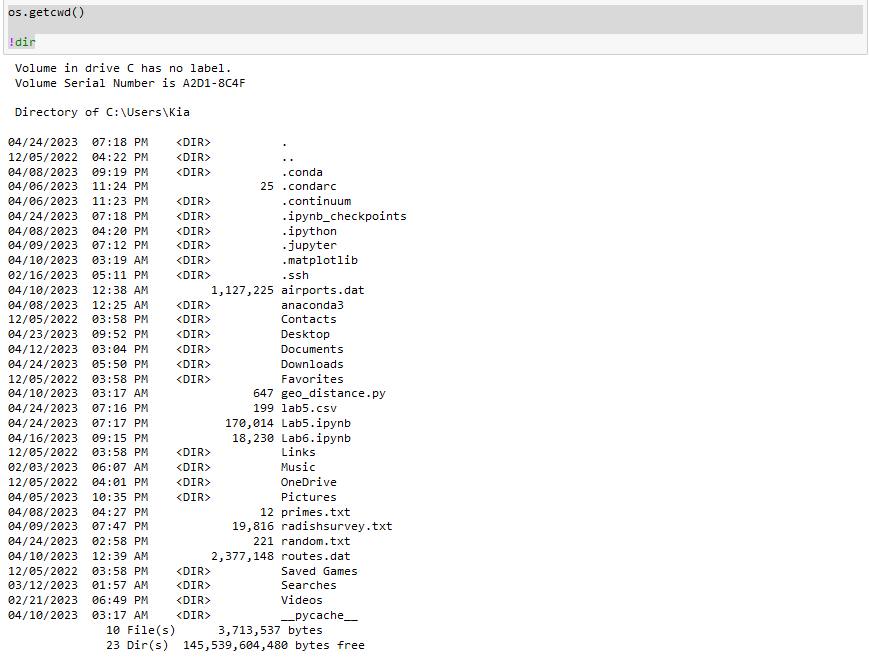 os.getcwd()
!dir
Volume in drive C has no label.
Volume Serial Number is A2D1-8C4F
Directory of C:\Users\Kia
04/24/2023  07:18 PM    <DIR>          .
12/05/2022  04:22 PM    <DIR>          ..
04/08/2023  09:19 PM    <DIR>          .conda
04/06/2023  11:24 PM                25 .condarc
04/06/2023  11:23 PM    <DIR>          .continuum
04/24/2023  07:18 PM    <DIR>          .ipynb_checkpoints
04/08/2023  04:20 PM    <DIR>          .ipython
04/09/2023  07:12 PM    <DIR>          .jupyter
04/10/2023  03:19 AM    <DIR>          .matplotlib
02/16/2023  05:11 PM    <DIR>          .ssh
04/10/2023  12:38 AM         1,127,225 airports.dat
04/08/2023  12:25 AM    <DIR>          anaconda3
12/05/2022  03:58 PM    <DIR>          Contacts
04/23/2023  09:52 PM    <DIR>          Desktop
04/12/2023  03:04 PM    <DIR>          Documents
04/24/2023  05:50 PM    <DIR>          Downloads
12/05/2022  03:58 PM    <DIR>          Favorites
04/10/2023  03:17 AM               647 geo_distance.py
04/24/2023  07:16 PM               199 lab5.csv
04/24/2023  07:17 PM           170,014 Lab5.ipynb
04/16/2023  09:15 PM            18,230 Lab6.ipynb
12/05/2022  03:58 PM    <DIR>          Links
02/03/2023  06:07 AM    <DIR>          Music
12/05/2022  04:01 PM    <DIR>          OneDrive
04/05/2023  10:35 PM    <DIR>          Pictures
04/08/2023  04:27 PM                12 primes.txt
04/09/2023  07:47 PM            19,816 radishsurvey.txt
04/24/2023  02:58 PM               221 random.txt
04/10/2023  12:39 AM         2,377,148 routes.dat
12/05/2022  03:58 PM    <DIR>          Saved Games
03/12/2023  01:57 AM    <DIR>          Searches
02/21/2023  06:49 PM    <DIR>          Videos
04/10/2023  03:17 AM    <DIR>          __pycache__
10 File(s)      3,713,537 bytes
23 Dir(s)  145,539,604,480 bytes free